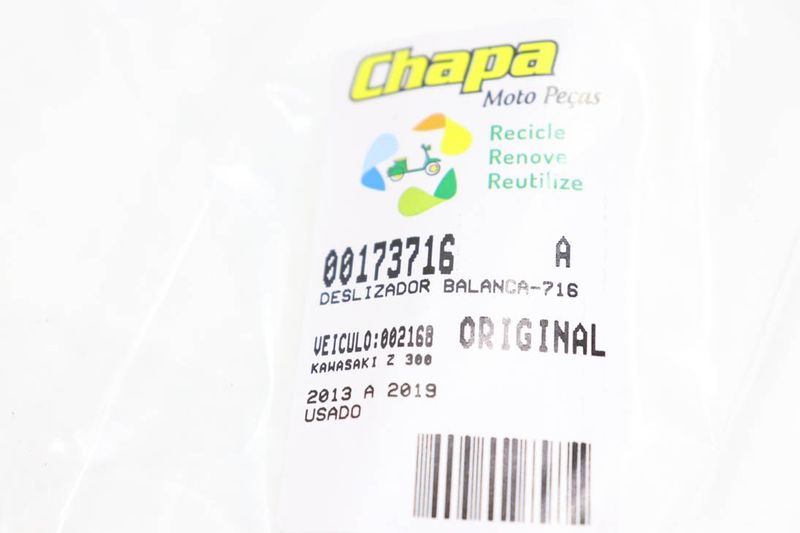 Chapa
Moto Peças
Recicle
Renove
Reutilize
00173716 A
DESLIZADOR BALANCA-716
VEICULO:002168 ORIGINAL
KAWASAKI Z 300
2013 A 2019
USADO